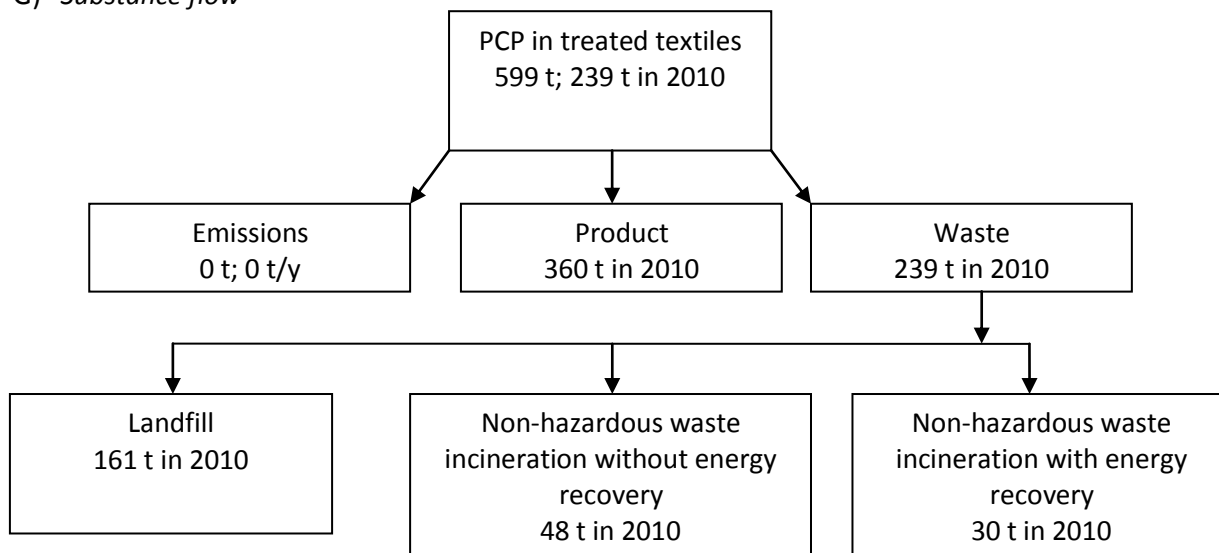 G) Substance flow
PCP in treated textiles
599 t; 239 t in 2010
Emissions
0 t; 0 t/y
Product
360 t in 2010
Waste
239 t in 2010
Landfill
161 t in 2010
Non-hazardous waste
incineration without energy
recovery
48 t in 2010
Non-hazardous waste
incineration with energy
recovery
30 t in 2010